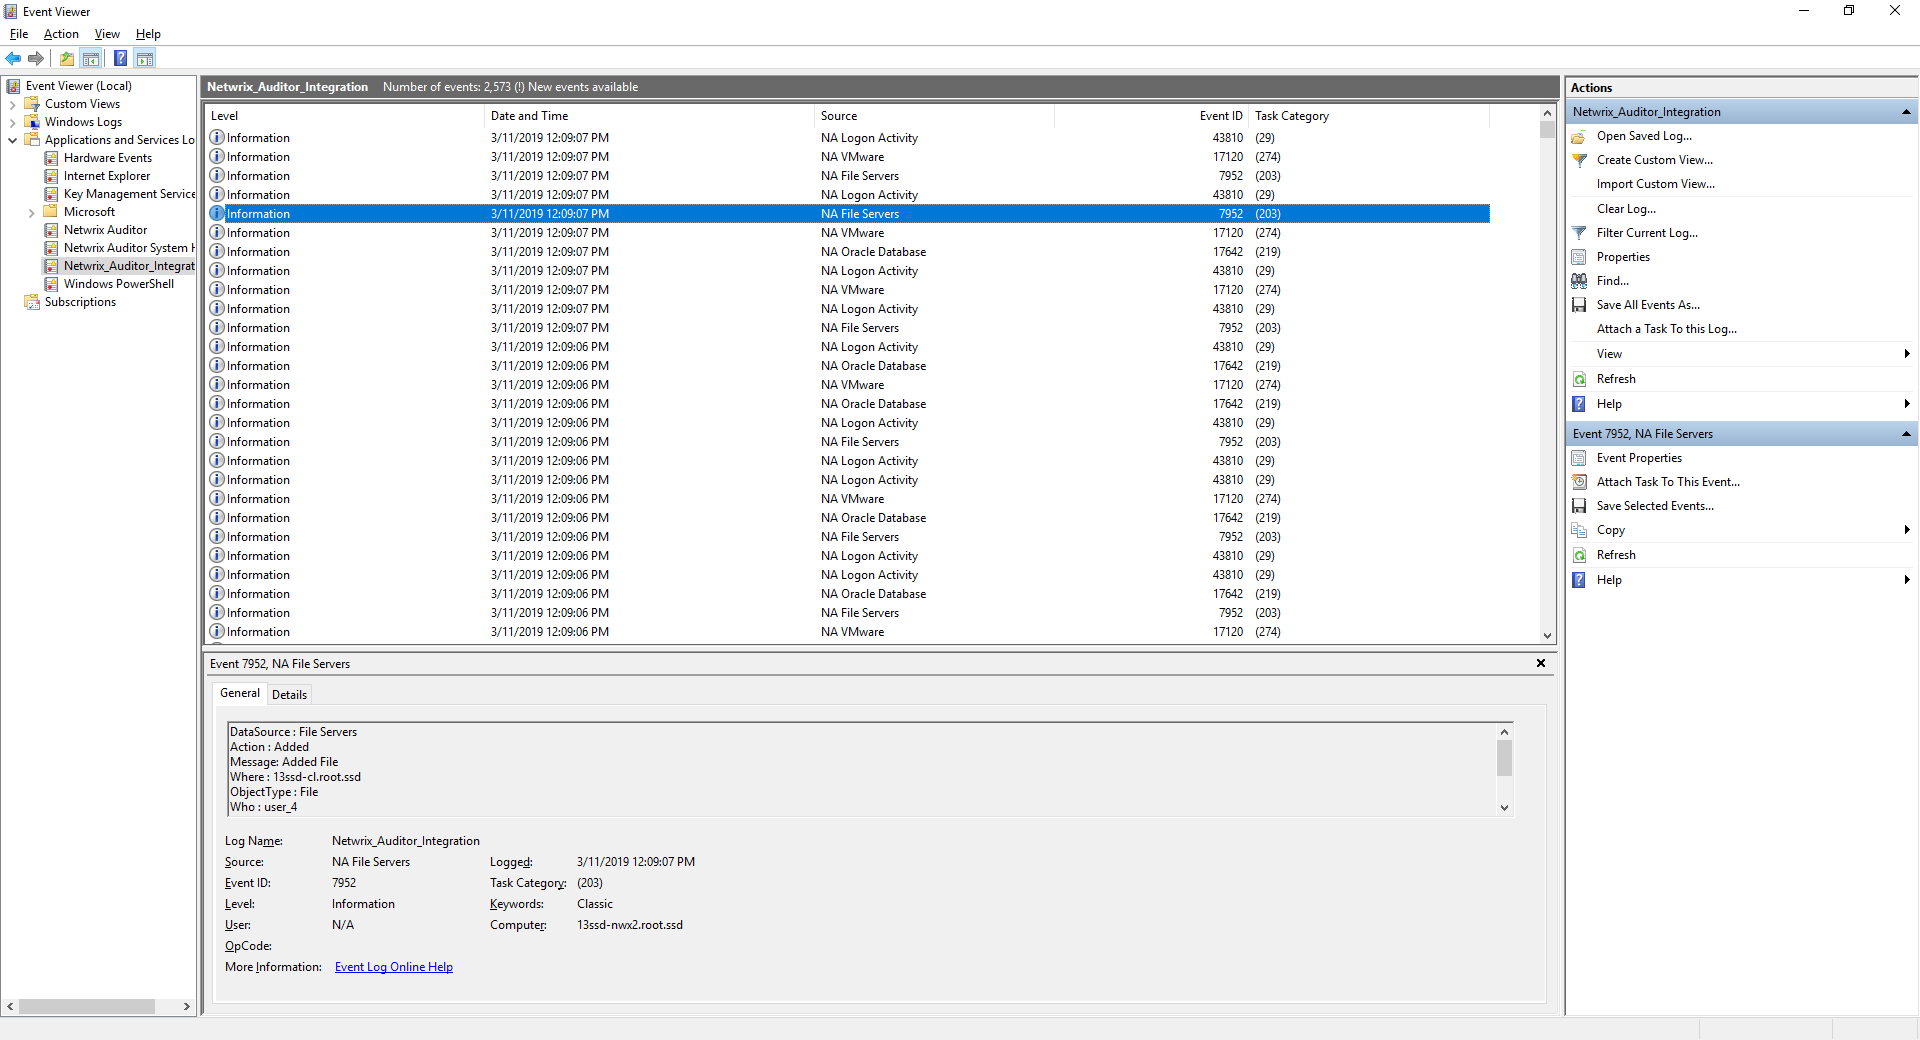 Event Viewer
File Action View Help
Event Viewer (Local)
Custom Views
Windows Logs
Applications and Services Lo
Hardware Events
Internet Explorer
Key Management Service
Microsoft
Netwrix Auditor
Netwrix Auditor System H
Netwrix_Auditor_Integrat
Windows PowerShell
Subscriptions
Netwrix_Auditor_Integration Number of events: 2,573 (!) New events available
Level Date and Time Source Event ID Task Category
Information 3/11/2019 12:09:07 PM NA Logon Activity 43810 (29)
Information 3/11/2019 12:09:07 PM NA VMware 17120 (274)
Information 3/11/2019 12:09:07 PM NA File Servers 7952 (203)
Information 3/11/2019 12:09:07 PM NA Logon Activity 43810 (29)
Information 3/11/2019 12:09:07 PM NA File Servers 7952 (203)
Information 3/11/2019 12:09:07 PM NA VMware 17120 (274)
Information 3/11/2019 12:09:07 PM NA Oracle Database 17642 (219)
Information 3/11/2019 12:09:07 PM NA Logon Activity 43810 (29)
Information 3/11/2019 12:09:07 PM NA VMware 17120 (274)
Information 3/11/2019 12:09:07 PM NA Logon Activity 43810 (29)
Information 3/11/2019 12:09:07 PM NA File Servers 7952 (203)
Information 3/11/2019 12:09:06 PM NA Logon Activity 43810 (29)
Information 3/11/2019 12:09:06 PM NA Oracle Database 17642 (219)
Information 3/11/2019 12:09:06 PM NA VMware 17120 (274)
Information 3/11/2019 12:09:06 PM NA Oracle Database 17642 (219)
Information 3/11/2019 12:09:06 PM NA Logon Activity 43810 (29)
Information 3/11/2019 12:09:06 PM NA File Servers 7952 (203)
Information 3/11/2019 12:09:06 PM NA Logon Activity 43810 (29)
Information 3/11/2019 12:09:06 PM NA Logon Activity 43810 (29)
Information 3/11/2019 12:09:06 PM NA VMware 17120 (274)
Information 3/11/2019 12:09:06 PM NA Oracle Database 17642 (219)
Information 3/11/2019 12:09:06 PM NA File Servers 7952 (203)
Information 3/11/2019 12:09:06 PM NA Logon Activity 43810 (29)
Information 3/11/2019 12:09:06 PM NA Logon Activity 43810 (29)
Information 3/11/2019 12:09:06 PM NA Oracle Database 17642 (219)
Information 3/11/2019 12:09:06 PM NA File Servers 7952 (203)
Information 3/11/2019 12:09:06 PM NA VMware 17120 (274)
Event 7952, NA File Servers
General Details
DataSource : File Servers
Action : Added
Message: Added File
Where : 13ssd-cl.root.ssd
ObjectType : File
Who : user_4
Log Name: Netwrix_Auditor_Integration
Source: NA File Servers Logged: 3/11/2019 12:09:07 PM
Event ID: 7952 Task Category: (203)
Level: Information Keywords: Classic
User: N/A Computer: 13ssd-nwx2.root.ssd
OpCode:
More Information: Event Log Online Help
Actions
Netwrix_Auditor_Integration
Open Saved Log...
Create Custom View...
Import Custom View...
Clear Log...
Filter Current Log...
Properties
Find...
Save All Events As...
Attach a Task To this Log...
View
Refresh
Help
Event 7952, NA File Servers
Event Properties
Attach Task To This Event...
Save Selected Events...
Copy
Refresh
Help